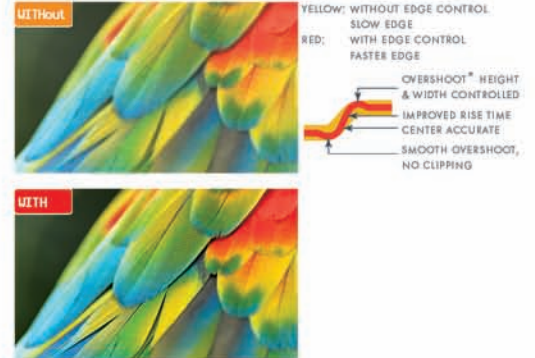 WITHout
YELLOW: WITHOUT EDGE CONTROL
SLOW EDGE
RED: WITH EDGE CONTROL
FASTER EDGE
OVERSHOOT* HEIGHT
& WIDTH CONTROLLED
IMPROVED RISE TIME
CENTER ACCURATE
SMOOTH OVERSHOOT,
NO CLIPPING
WITH